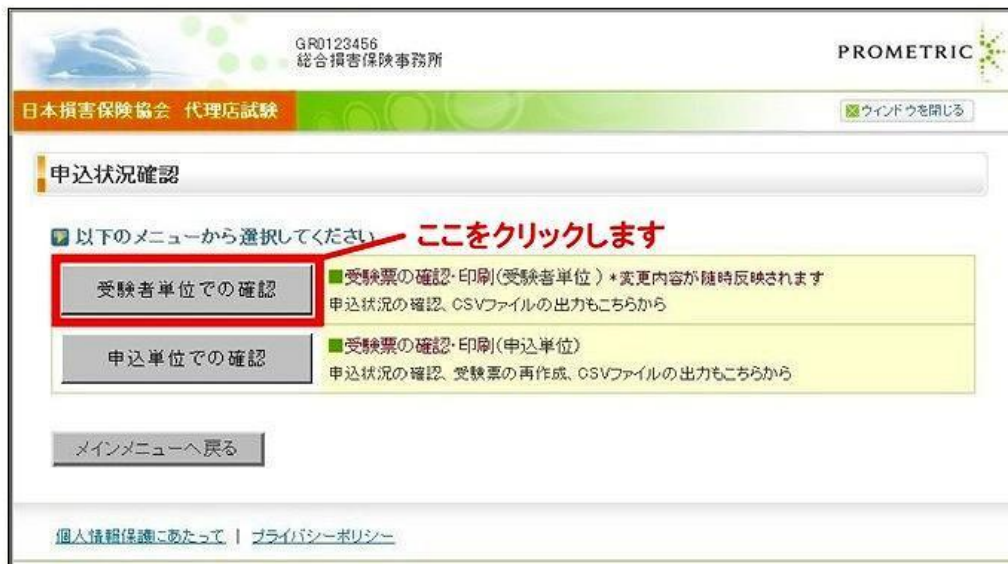 GR0123456
総合損害保険事務所
PROMETRIC
日本損害保険協会 代理店試験
ウィンドウを閉じる
申込状況確認
以下のメニューから選択してください
ここをクリックします
受験者単位での確認
■受験票の確認・印刷(受験者単位)*変更内容が随時反映されます
申込状況の確認、CSVファイルの出力もこちらから
申込単位での確認
■受験票の確認・印刷(申込単位)
申込状況の確認、受験票の再作成、CSVファイルの出力もこちらから
メインメニューへ戻る
個人情報保護にあたって | プライバシーポリシー